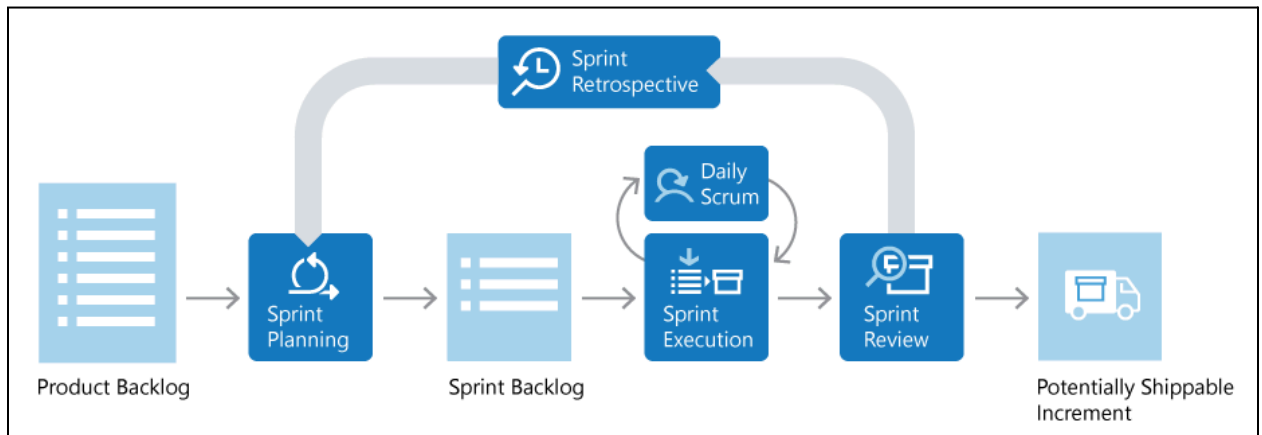 Sprint
Retrospective
Daily
Scrum
Sprint
Planning
Sprint
Execution
Sprint
Review
Product Backlog
Sprint Backlog
Potentially Shippable
Increment